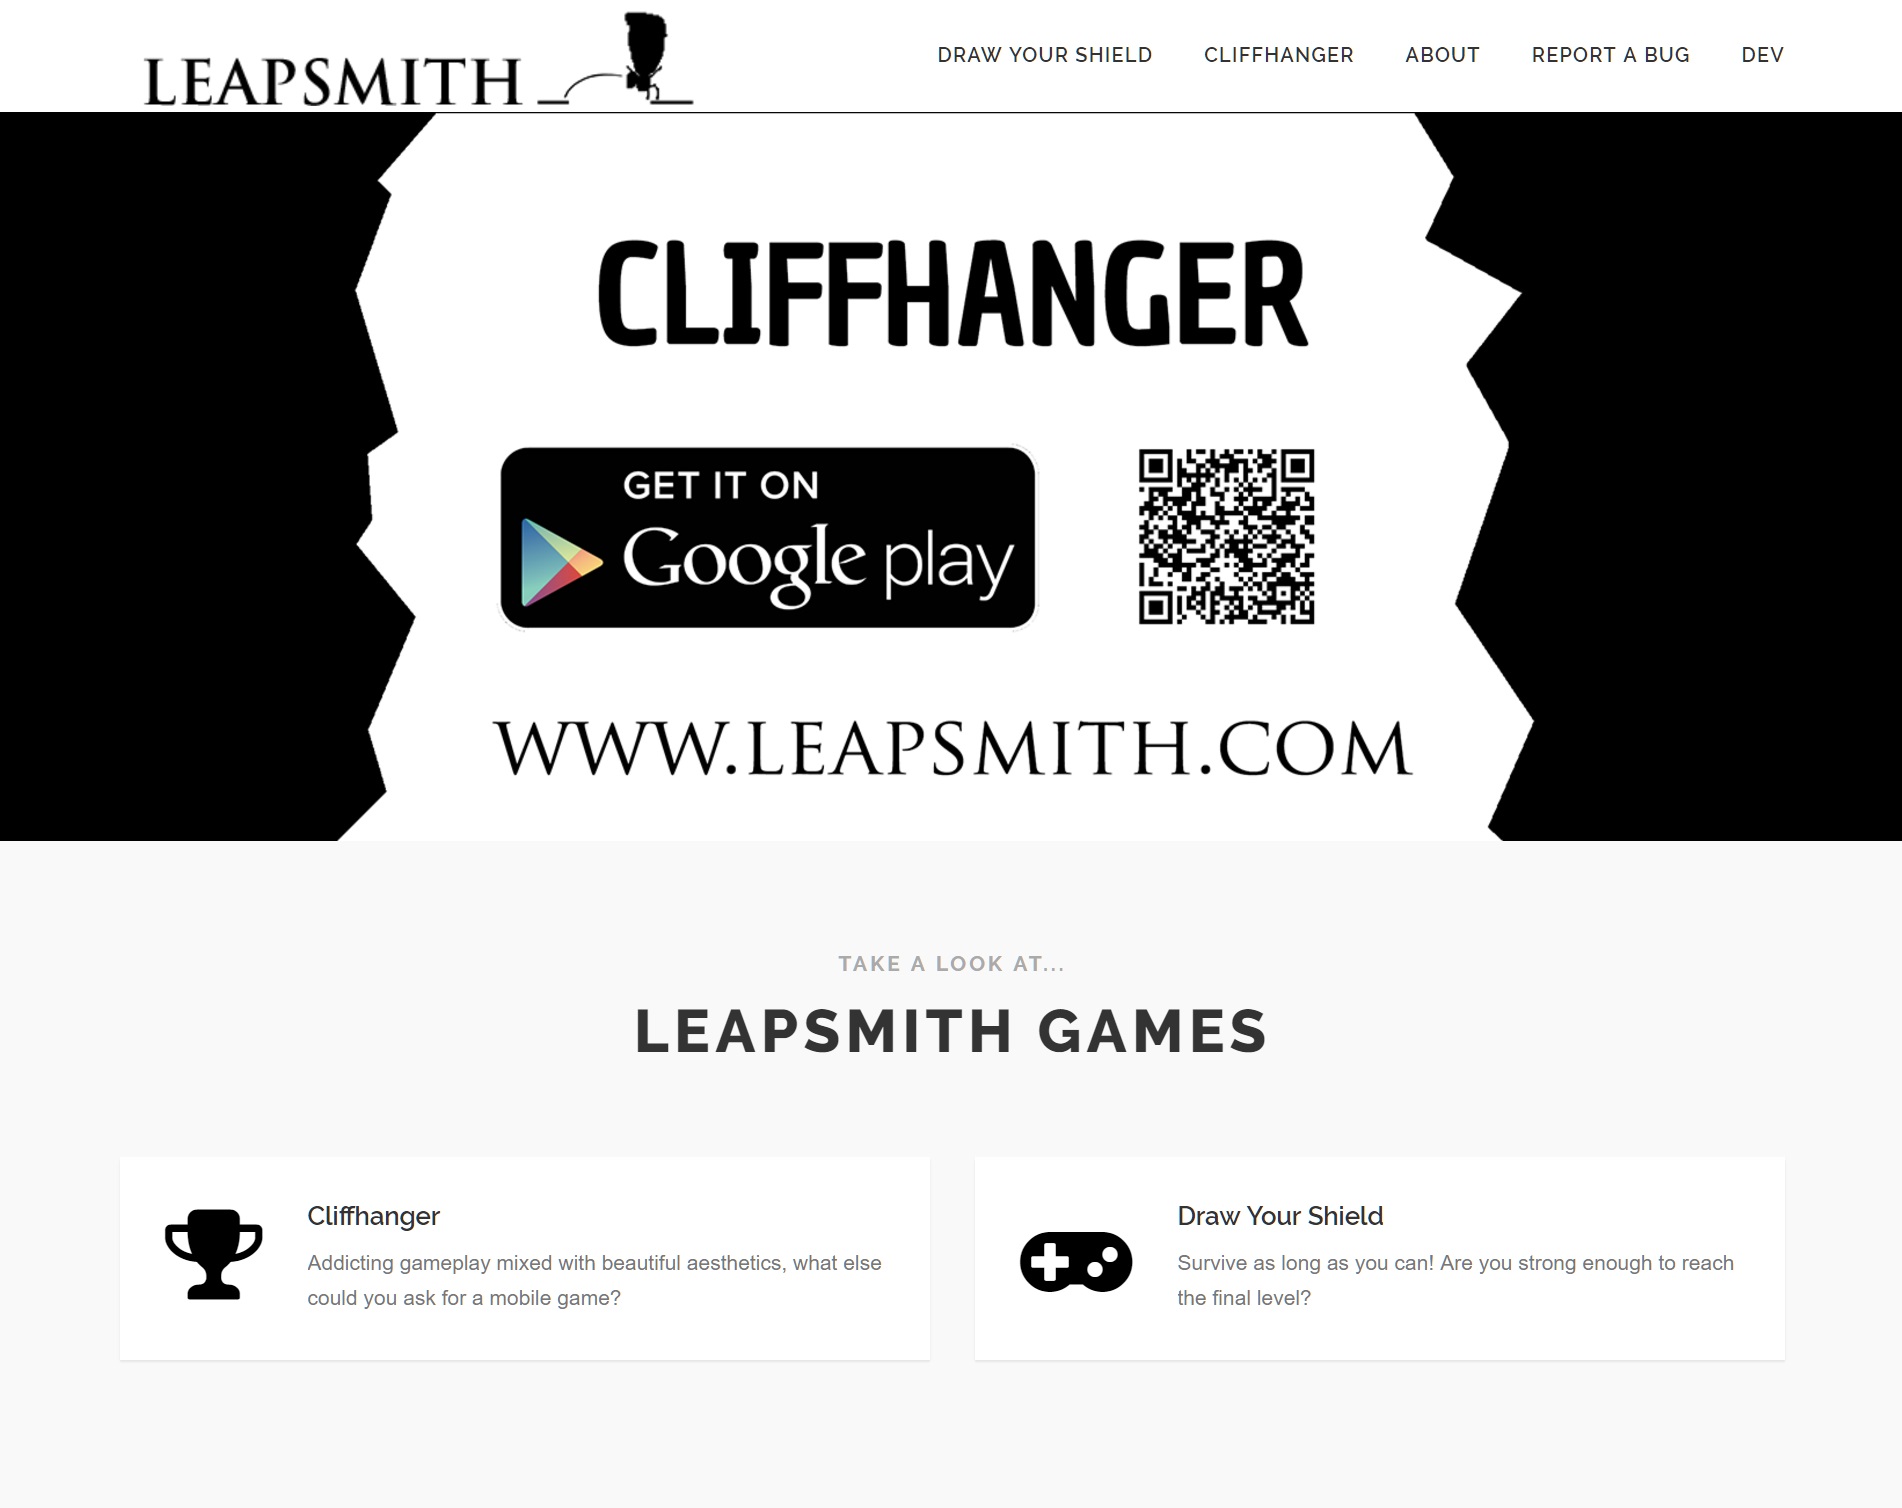 LEAPSMITH
DRAW YOUR SHIELD
CLIFFHANGER
ABOUT
REPORT A BUG
DEV
CLIFFHANGER
GET IT ON
Google play
WWW.LEAPSMITH.COM
TAKE A LOOK AT...
LEAPSMITH GAMES
Cliffhanger
Addicting gameplay mixed with beautiful aesthetics, what else
could you ask for a mobile game?
Draw Your Shield
Survive as long as you can! Are you strong enough to reach
the final level?